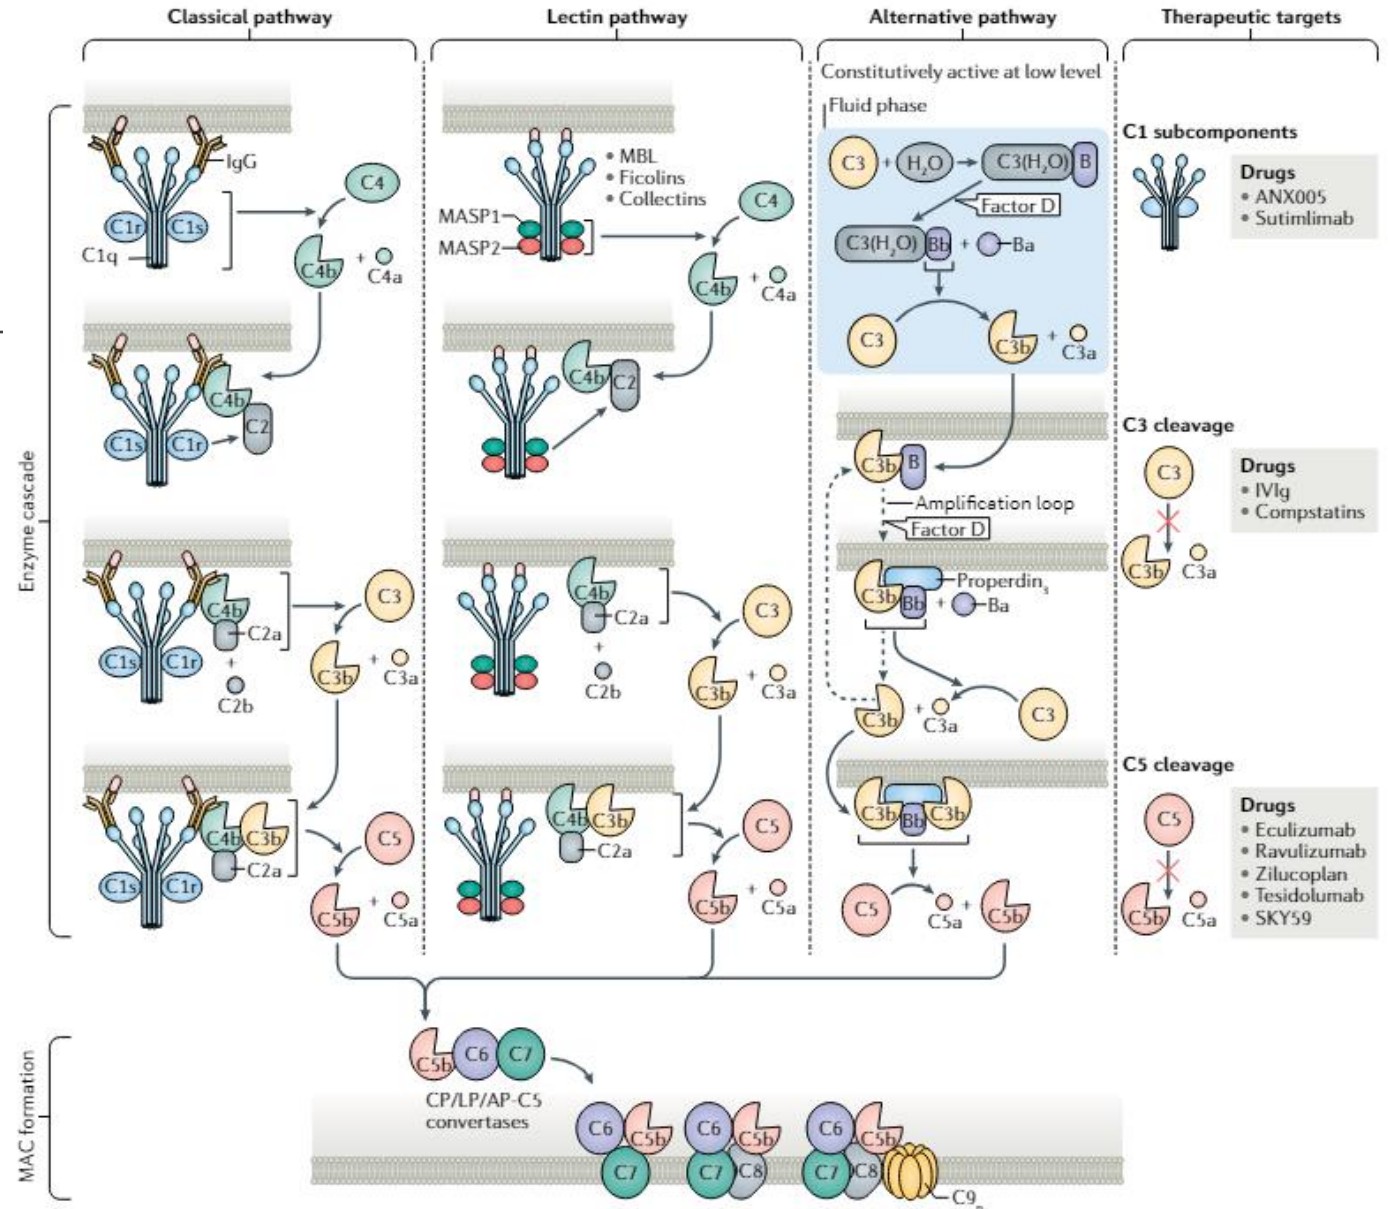 Classical pathway
Lectin pathway
Alternative pathway
Therapeutic targets
Enzyme cascade
IgG
C4
C1r
C1s
C1q
C4b
+
C4a
C4b
C2
C1s
C1r
C4b
C2a
+
C2b
C1s
C1r
C3
C3b
+
C3a
C4b
C3b
C2a
C1s
C1r
C5
C5b
+
C5a
• MBL
• Ficolins
• Collectins
MASP1
MASP2
C4
C4b
+
C4a
C4b
C2
C4b
C2a
+
C2b
C3
C3b
+
C3a
C4b
C3b
C2a
C5
C5b
+
C5a
Constitutively active at low level
Fluid phase
C3 + H2O
C3(H2O) B
Factor D
C3(H2O) Bb + Ba
C3
C3b + C3a
C3b B
Amplification loop
Factor D
Properdin
C3b Bb + Ba
C3b + C3a
C3
C3b Bb C3b
C5
C5a + C5b
C1 subcomponents
Drugs
• ANX005
• Sutimlimab
C3 cleavage
C3
C3b
C3a
Drugs
• IVIg
• Compstatins
C5 cleavage
C5
C5b
C5a
Drugs
• Eculizumab
• Ravulizumab
• Zilucoplan
• Tesidolumab
• SKY59
MAC formation
C5b C6 C7
CP/LP/AP-C5
convertases
C6 C5b
C7
C6 C5b
C7 C8
C6 C5b
C7 C8
C9